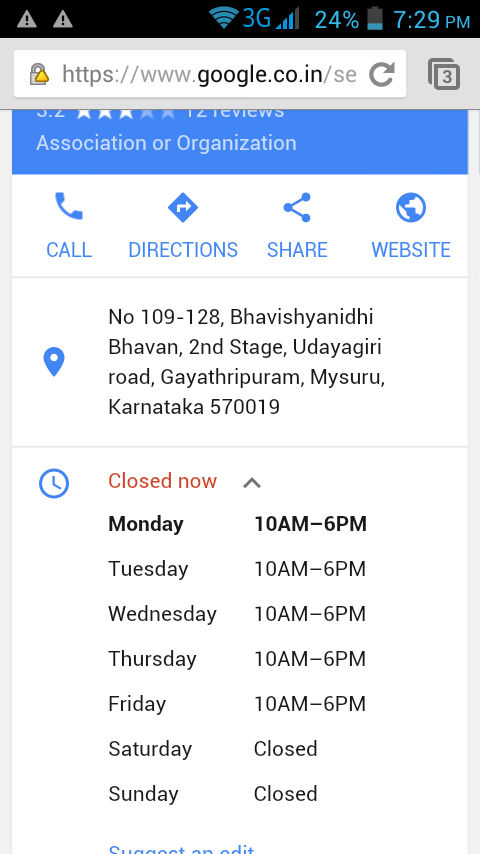 3G 24% 7:29 PM
https://www.google.co.in/se 3
3.2 12 reviews
Association or Organization
CALL DIRECTIONS SHARE WEBSITE
No 109-128, Bhavishyanidhi
Bhavan, 2nd Stage, Udayagiri
road, Gayathripuram, Mysuru,
Karnataka 570019
Closed now
Monday 10AM–6PM
Tuesday 10AM–6PM
Wednesday 10AM–6PM
Thursday 10AM–6PM
Friday 10AM–6PM
Saturday Closed
Sunday Closed
Suggest an edit